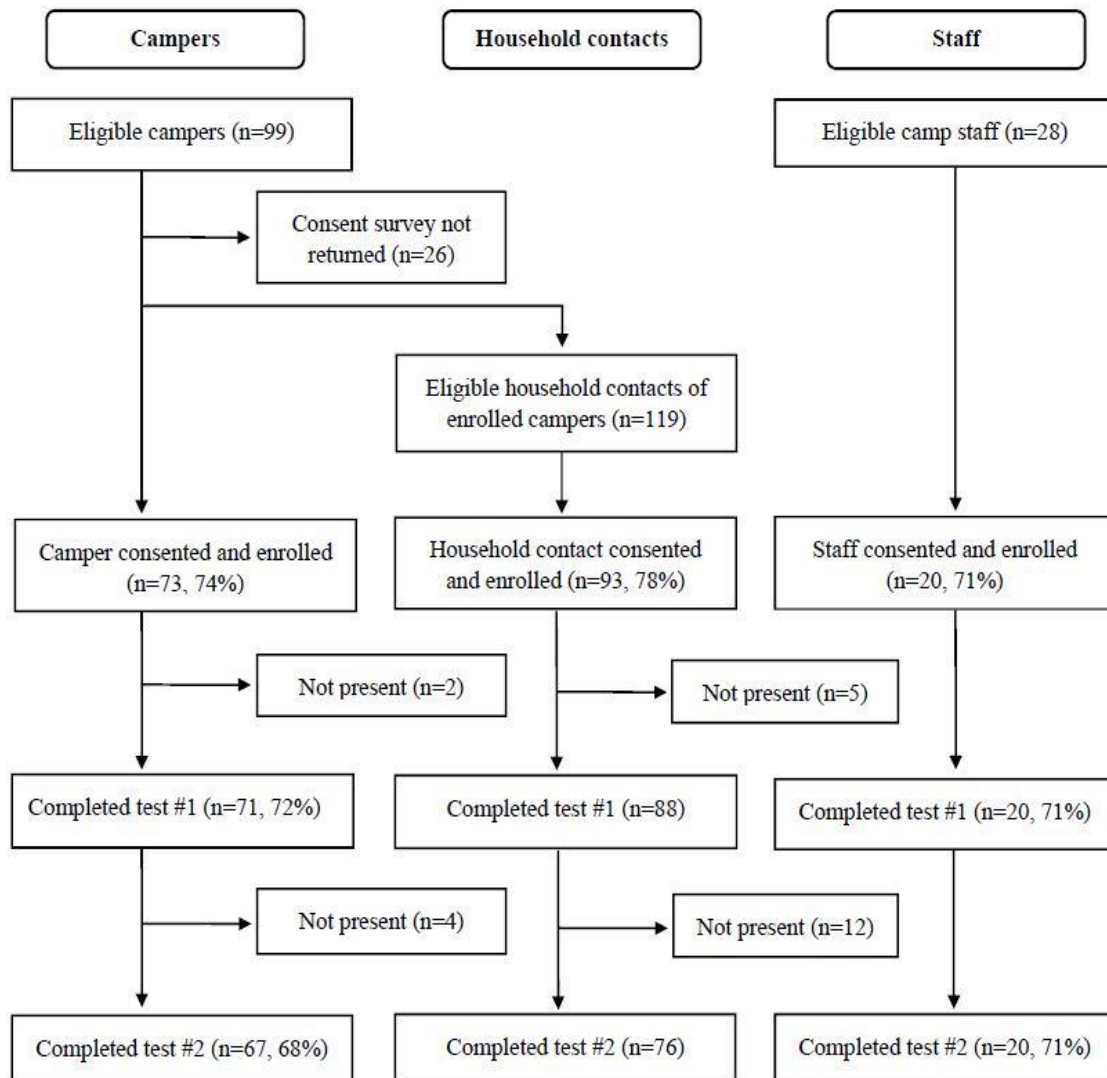 Campers
Household contacts
Staff
Eligible campers (n=99)
Eligible camp staff (n=28)
Consent survey not
returned (n=26)
Eligible household contacts of
enrolled campers (n=119)
Camper consented and enrolled
(n=73, 74%)
Household contact consented
and enrolled (n=93, 78%)
Staff consented and enrolled
(n=20, 71%)
Not present (n=2)
Not present (n=5)
Completed test #1 (n=71, 72%)
Completed test #1 (n=88)
Completed test #1 (n=20, 71%)
Not present (n=4)
Not present (n=12)
Completed test #2 (n=67, 68%)
Completed test #2 (n=76)
Completed test #2 (n=20, 71%)